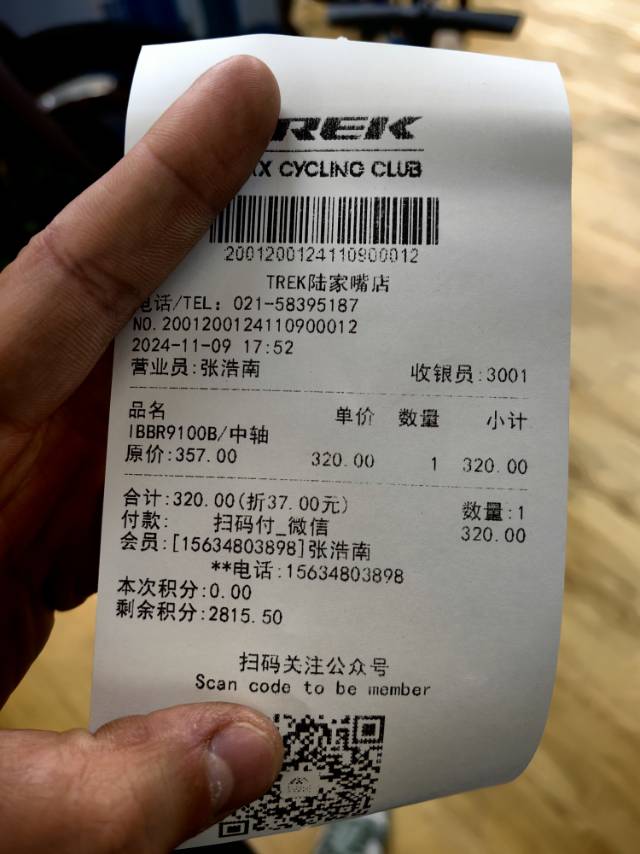 REK
CYCLING CLUB
2001200124110900012
TREK陆家嘴店
电话/TEL: 021-58395187
NO.2001200124110900012
2024-11-09 17:52
营业员:张浩南 收银员:3001
品名 单价 数量 小计
IBBR9100B/中轴
原价:357.00 320.00 1 320.00
合计:320.00(折37.00元) 数量:1
付款: 扫码付_微信 320.00
会员:[15634803898]张浩南
**电话:15634803898
本次积分:0.00
剩余积分:2815.50
扫码关注公众号
Scan code to be member